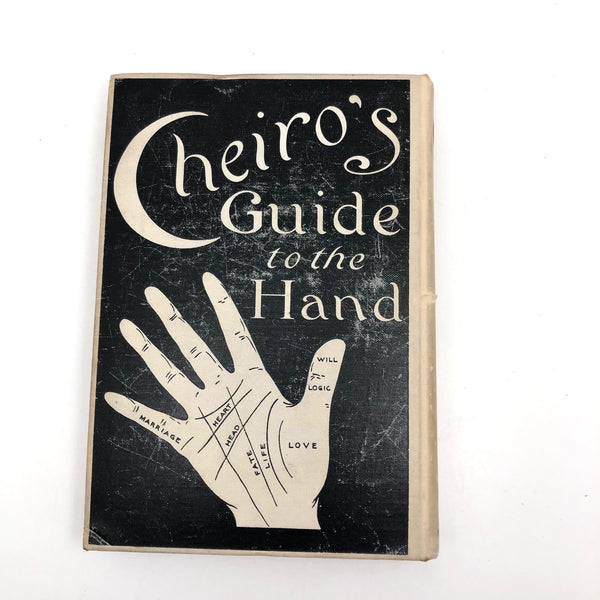 Cheiro's
Guide
to the
Hand
WILL
LOGIC
MARRIAGE
HEART
HEAD
FATE
LIFE
LOVE